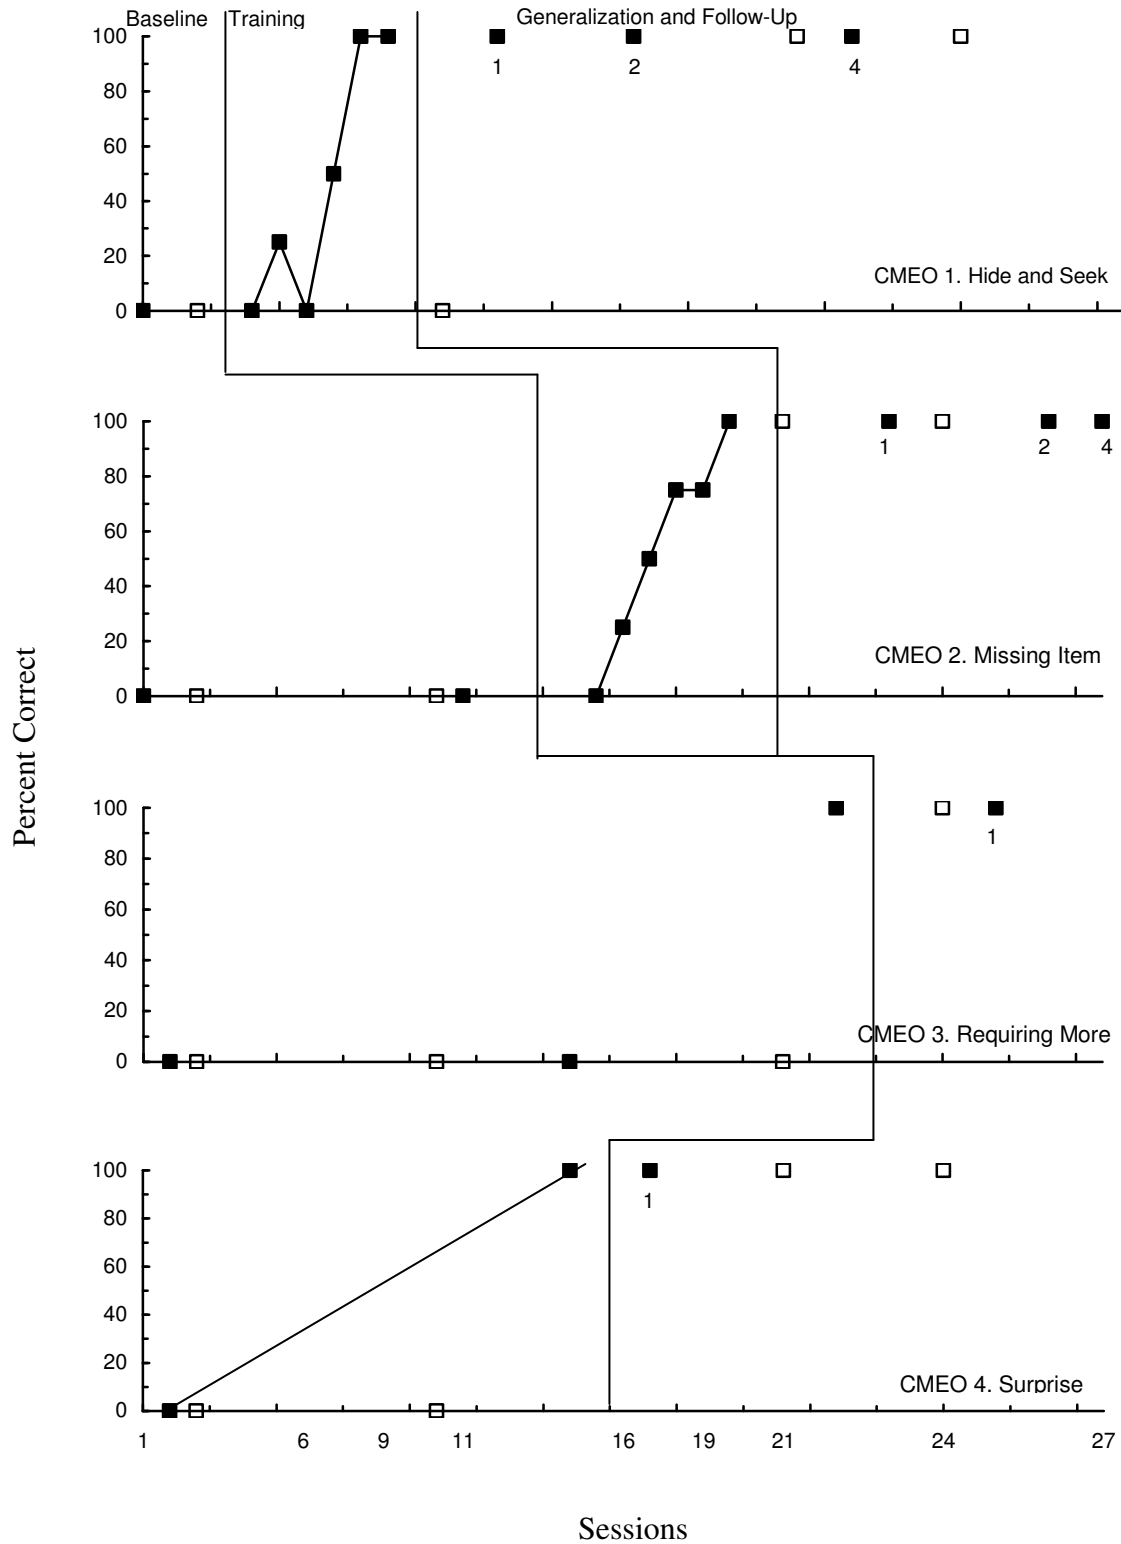 Baseline Training Generalization and Follow-Up
100
1 2 4
80
60
40
20
CMEO 1. Hide and Seek
0
100
1 2 4
80
60
40
20
CMEO 2. Missing Item
0
Percent Correct
100
1
80
60
40
20
CMEO 3. Requiring More
0
100
1
80
60
40
20
CMEO 4. Surprise
0
1 6 9 11 16 19 21 24 27
Sessions